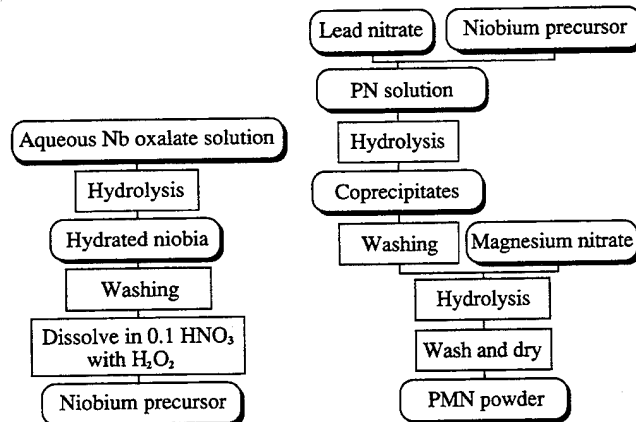 Aqueous Nb oxalate solution
Hydrolysis
Hydrated niobia
Washing
Dissolve in 0.1 HNO₃
with H₂O₂
Niobium precursor
Lead nitrate
Niobium precursor
PN solution
Hydrolysis
Coprecipitates
Washing
Magnesium nitrate
Hydrolysis
Wash and dry
PMN powder